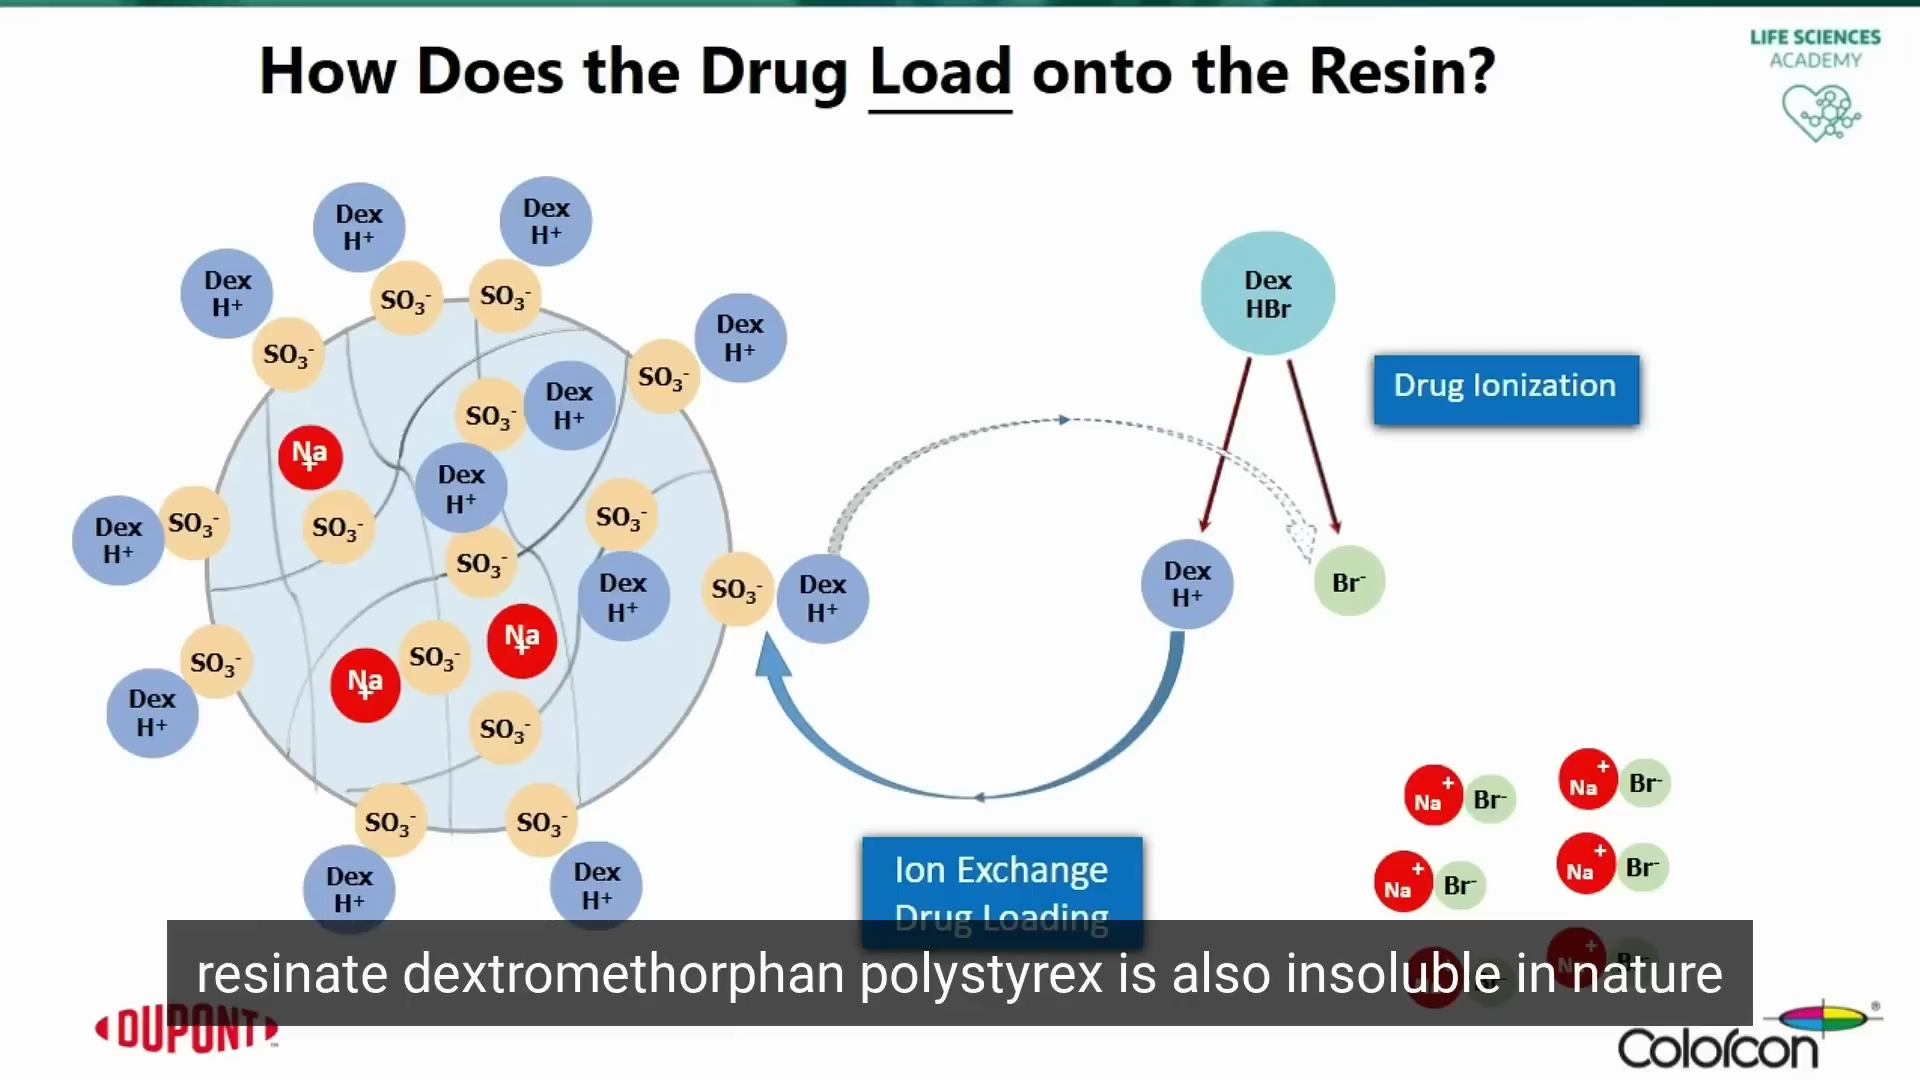 How Does the Drug Load onto the Resin?
LIFE SCIENCES
ACADEMY
Dex
H+
Dex
H+
Dex
H+
Dex
H+
SO₃⁻
SO₃⁻
SO₃⁻
SO₃⁻
Dex
HBr
Drug Ionization
SO₃⁻
Dex
H+
Na
+
Dex
H+
SO₃⁻
SO₃⁻
SO₃⁻
Dex
H+
SO₃⁻
Dex
H+
SO₃⁻
Dex
H+
Dex
H+
Br⁻
Na
+
Na
+
SO₃⁻
SO₃⁻
Dex
H+
SO₃⁻
SO₃⁻
Dex
H+
SO₃⁻
Dex
H+
Na+ Br-
Na+ Br-
Na+ Br-
Na+ Br-
Ion Exchange
Drug Loading
resinate dextromethorphan polystyrex is also insoluble in nature
DUPONT™
Colorcon®